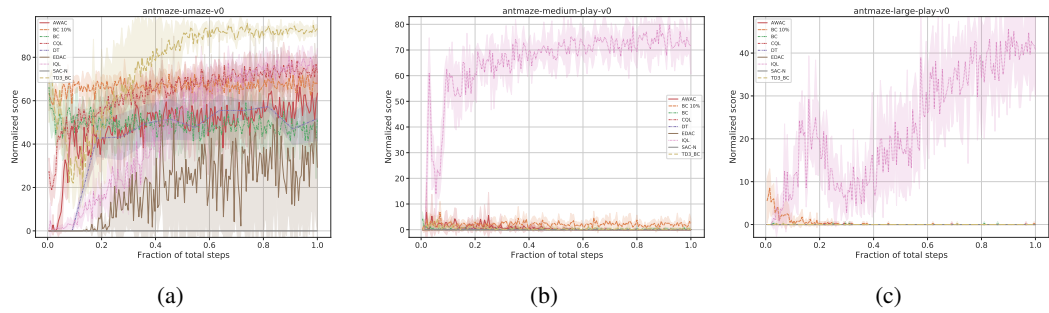 antmaze-umaze-v0
Normalized score
80
60
40
20
0
AWAC
BC 10%
BC
CQL
DT
EDAC
IQL
SAC-N
TD3_BC
0.0 0.2 0.4 0.6 0.8 1.0
Fraction of total steps
(a)
antmaze-medium-play-v0
Normalized score
80
70
60
50
40
30
20
10
0
AWAC
BC 10%
BC
CQL
DT
EDAC
IQL
SAC-N
TD3_BC
0.0 0.2 0.4 0.6 0.8 1.0
Fraction of total steps
(b)
antmaze-large-play-v0
Normalized score
40
30
20
10
0
AWAC
BC 10%
BC
CQL
DT
EDAC
IQL
SAC-N
TD3_BC
0.0 0.2 0.4 0.6 0.8 1.0
Fraction of total steps
(c)